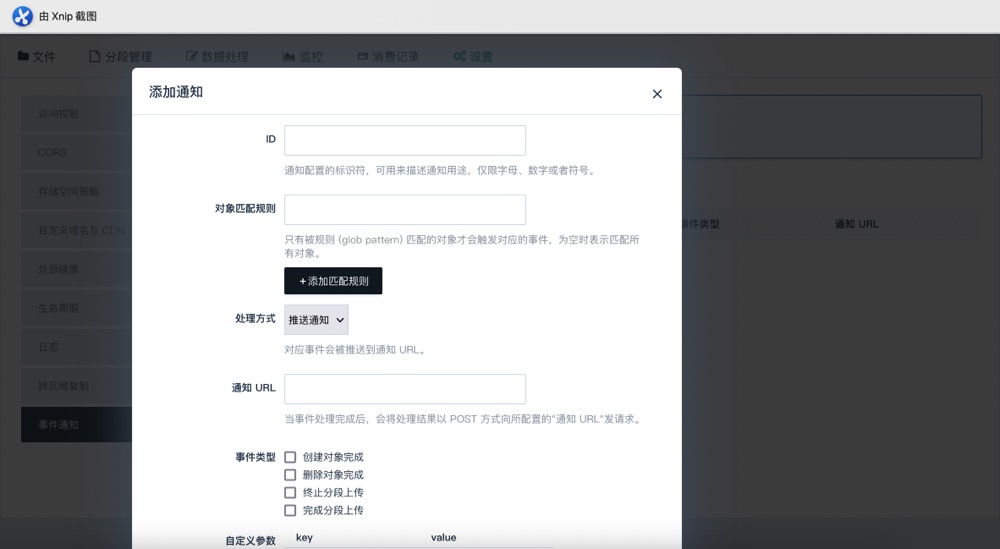 由 Xnip 截图
文件 分段管理 数据处理 监控 消费记录 设置
添加通知
访问控制
CORS
存储空间策略
自定义域名与 CDN
外部镜像
生命周期
日志
跨区域复制
事件通知
事件类型 通知 URL
ID
通知配置的标识符，可用来描述通知用途，仅限字母、数字或者符号。
对象匹配规则
只有被规则 (glob pattern) 匹配的对象才会触发对应的事件，为空时表示匹配所
有对象。
+ 添加匹配规则
处理方式 推送通知
对应事件会被推送到通知 URL。
通知 URL
当事件处理完成后，会将处理结果以 POST 方式向所配置的"通知 URL"发请求。
事件类型 创建对象完成
删除对象完成
终止分段上传
完成分段上传
自定义参数 key value